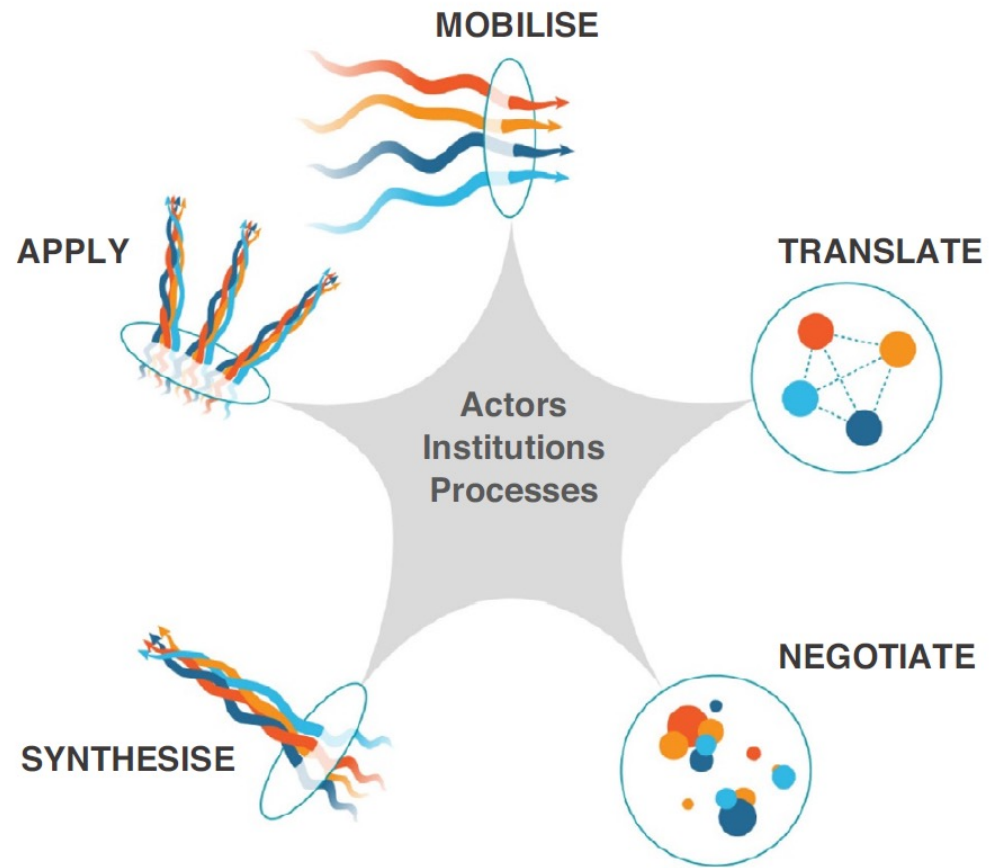 MOBILISE
APPLY
TRANSLATE
Actors
Institutions
Processes
NEGOTIATE
SYNTHESISE